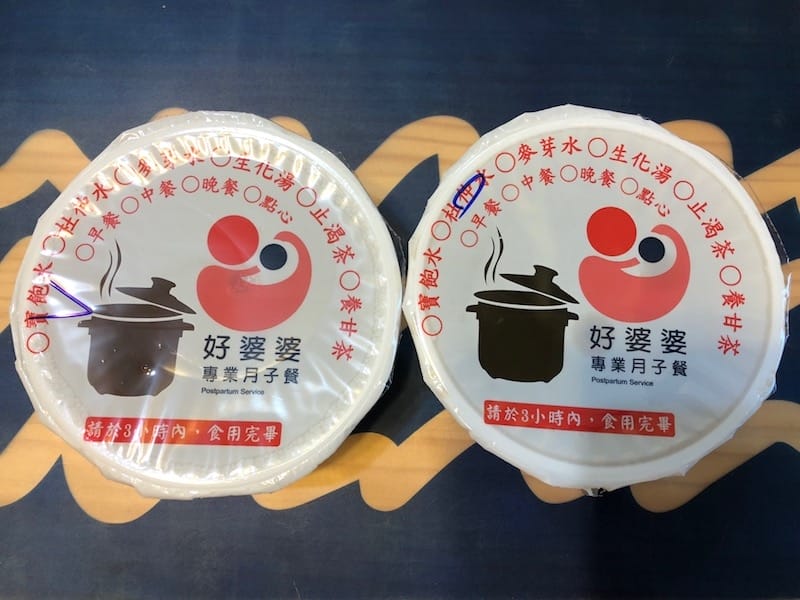 ○寶飽水○杜仲水○麥芽水○生化湯○止渴茶○養甘茶
○早餐○中餐○晚餐○點心
好婆婆
專業月子餐
Postpartum Service
請於3小時內，食用完畢
○寶飽水○杜仲水○麥芽水○生化湯○止渴茶○養甘茶
○早餐○中餐○晚餐○點心
好婆婆
專業月子餐
Postpartum Service
請於3小時內，食用完畢